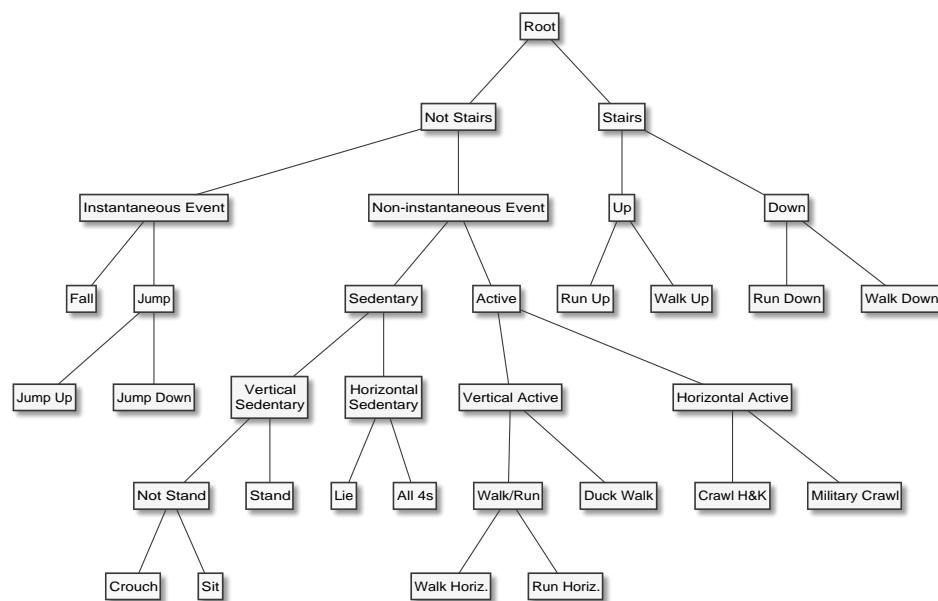 Root
Not Stairs
Stairs
Instantaneous Event
Non-instantaneous Event
Up
Down
Fall
Jump
Sedentary
Active
Run Up
Walk Up
Run Down
Walk Down
Jump Up
Jump Down
Vertical
Sedentary
Horizontal
Sedentary
Vertical Active
Horizontal Active
Not Stand
Stand
Lie
All 4s
Walk/Run
Duck Walk
Crawl H&K
Military Crawl
Crouch
Sit
Walk Horiz.
Run Horiz.